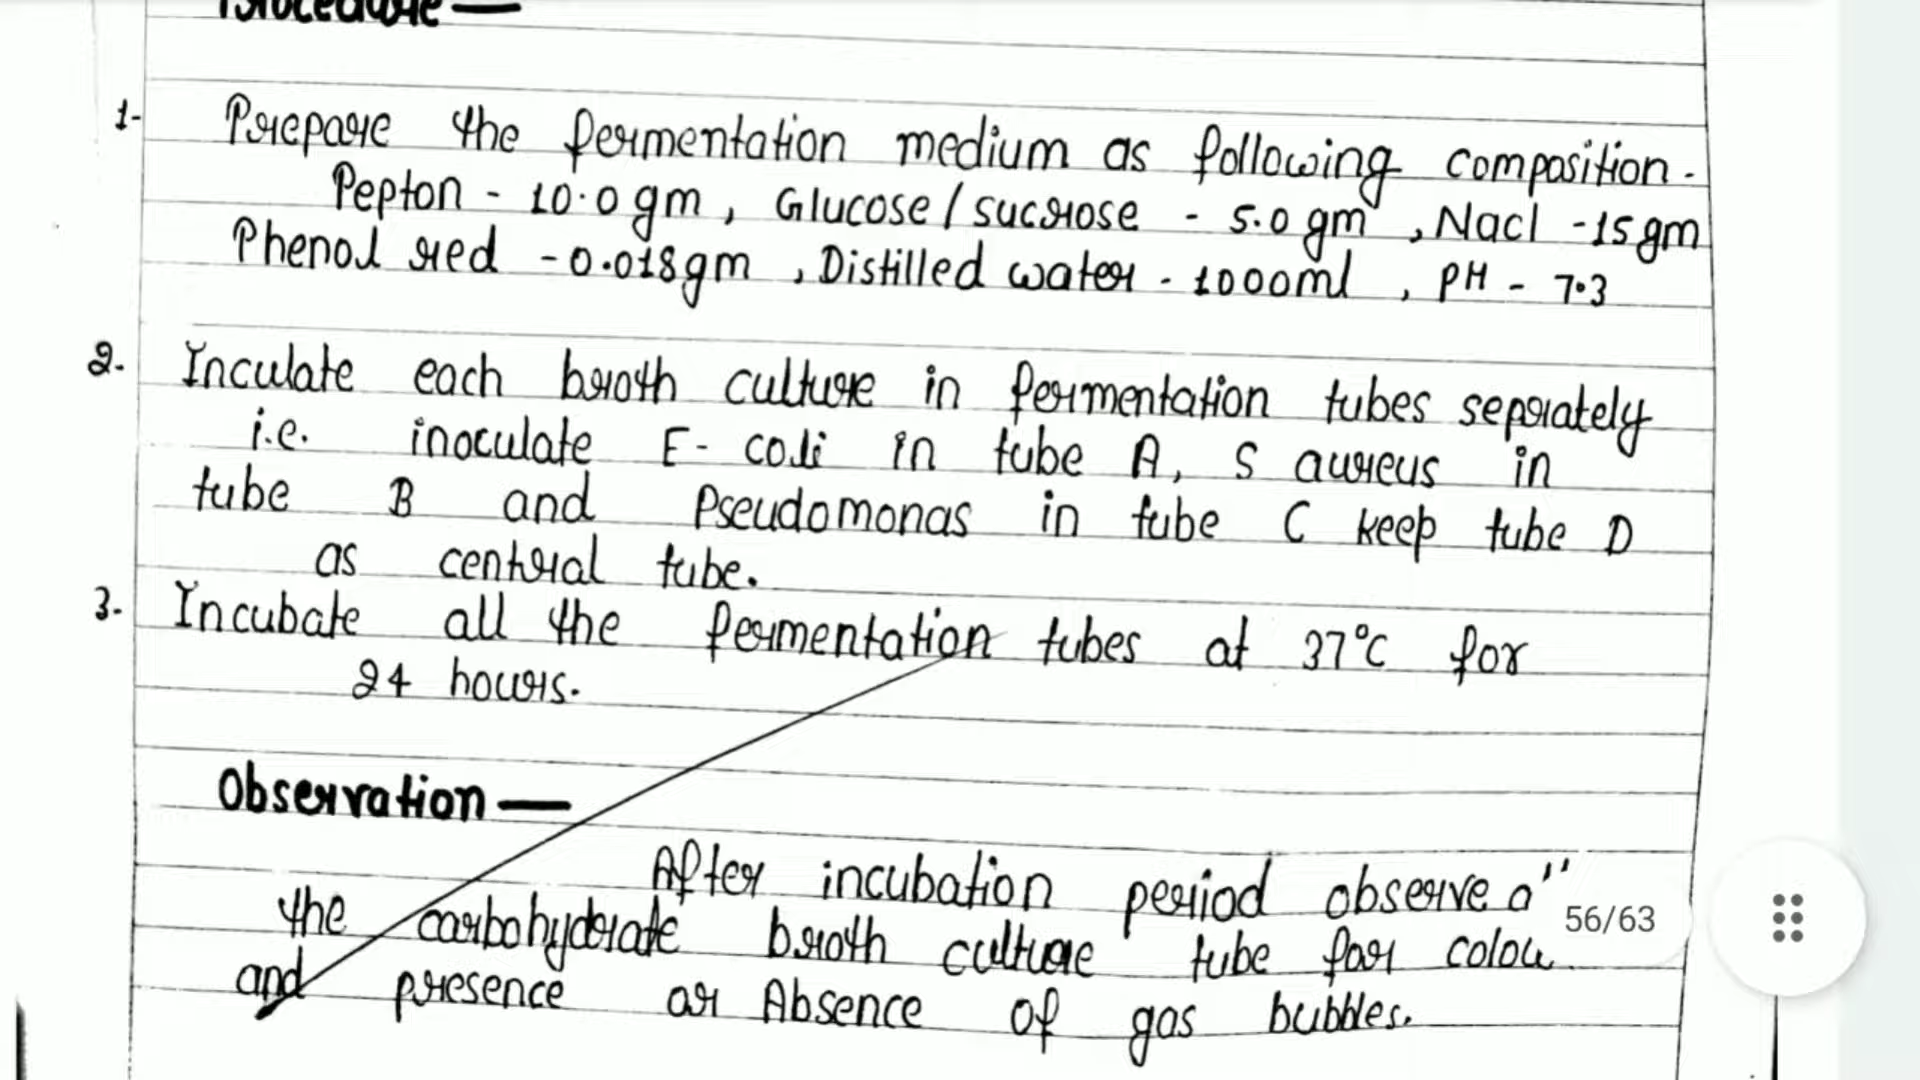 Procedure —
1- Prepare the fermentation medium as following composition.
Pepton - 10.0 gm, Glucose / sucrose - 5.0 gm, Nacl - 15 gm
Phenol red - 0.018 gm, Distilled water - 1000ml, PH - 7.3
2. Inculate each broth culture in fermentation tubes seprately
i.e. inoculate E- coli in tube A, S aureus in
tube B and Pseudomonas in tube C keep tube D
as centrral tube.
3. Incubate all the fermentation tubes at 37°C for
24 hours.
Observation —
After incubation period observe
the carbohydrate broth culture tube for colou
and presence or Absence of gas bubbles.
56/63